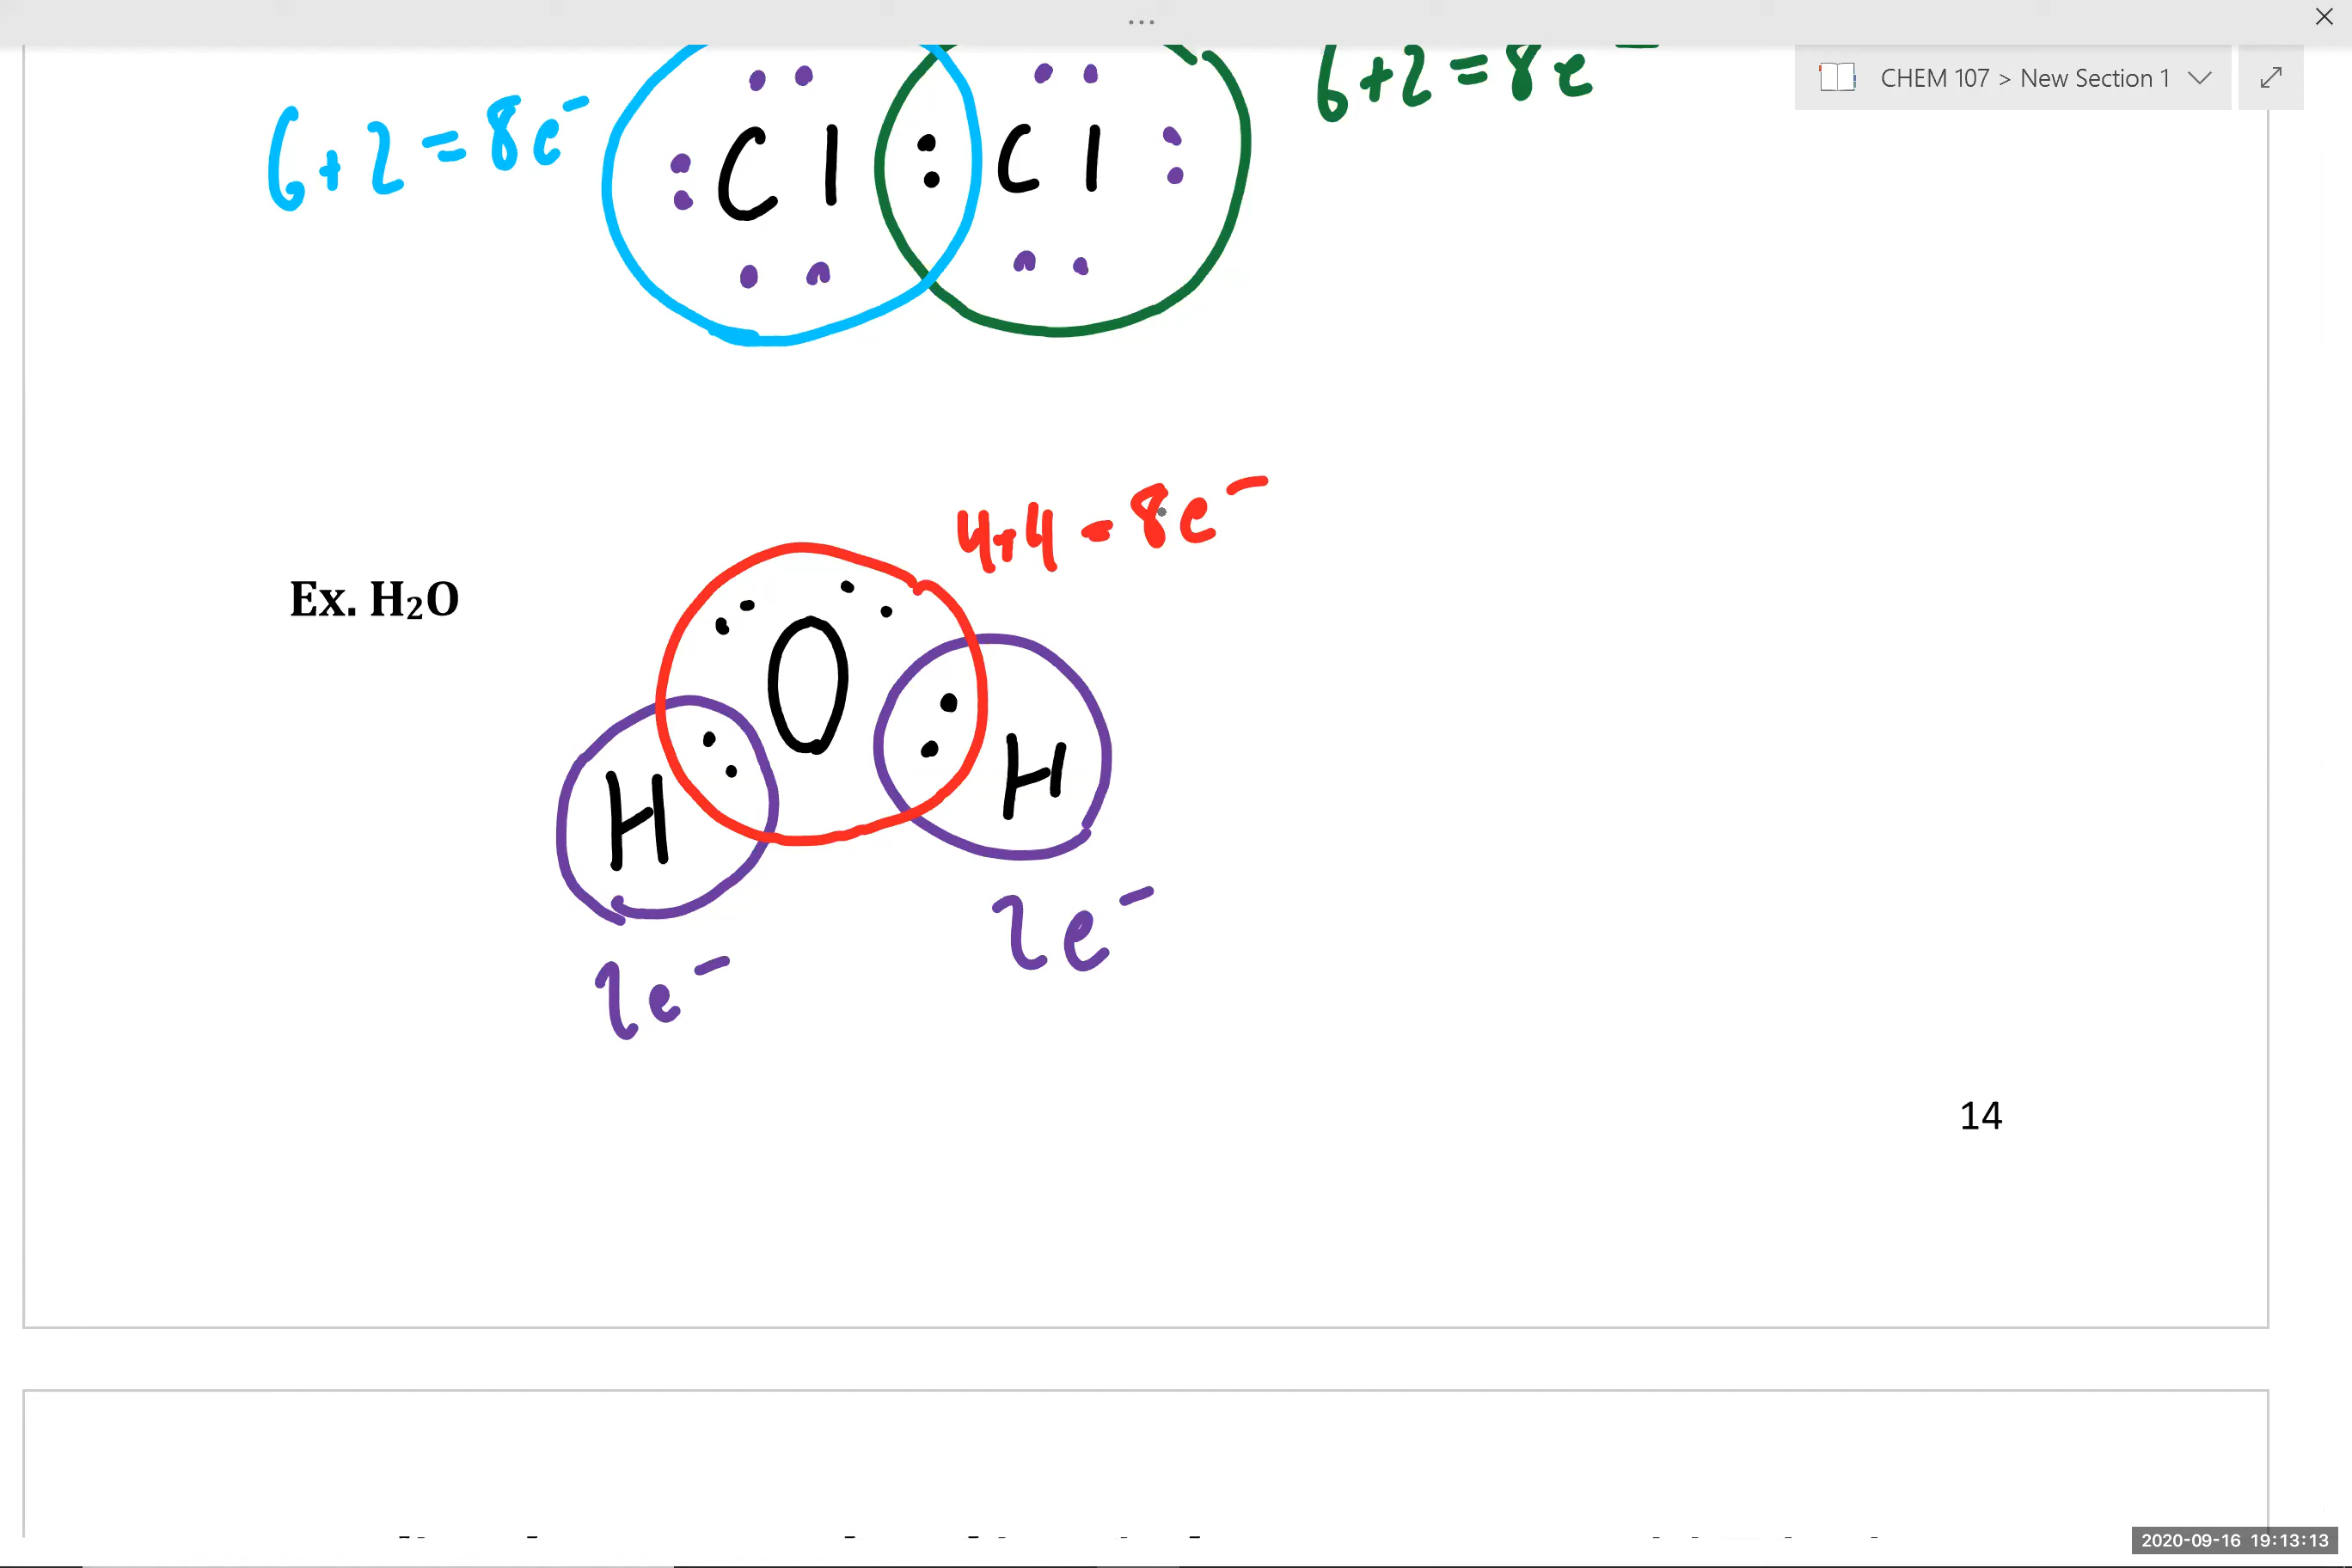 ...
CHEM 107 > New Section 1
6+2=8e⁻
6+2=8e⁻
Cl : Cl
4+4=8e⁻
Ex. H₂O
O
H
H
2e⁻
2e⁻
14
2020-09-16 19:13:13